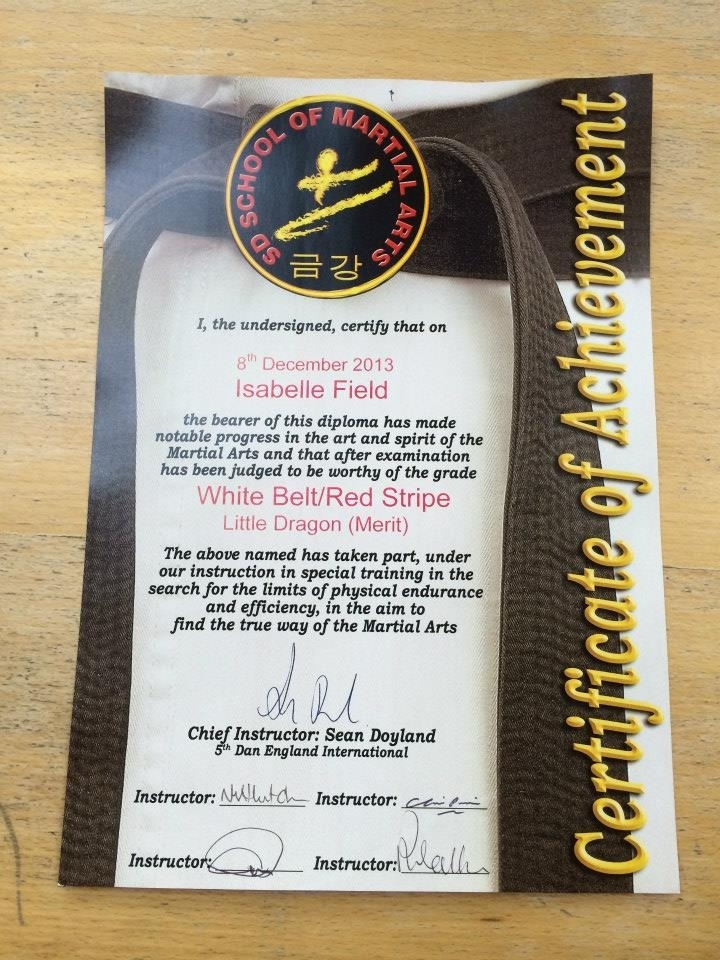 SD SCHOOL OF MARTIAL ARTS
금강
Certificate of Achievement
I, the undersigned, certify that on
8th December 2013
Isabelle Field
the bearer of this diploma has made
notable progress in the art and spirit of the
Martial Arts and that after examination
has been judged to be worthy of the grade
White Belt/Red Stripe
Little Dragon (Merit)
The above named has taken part, under
our instruction in special training in the
search for the limits of physical endurance
and efficiency, in the aim to
find the true way of the Martial Arts
Chief Instructor: Sean Doyland
5th Dan England International
Instructor: Instructor:
Instructor: Instructor: